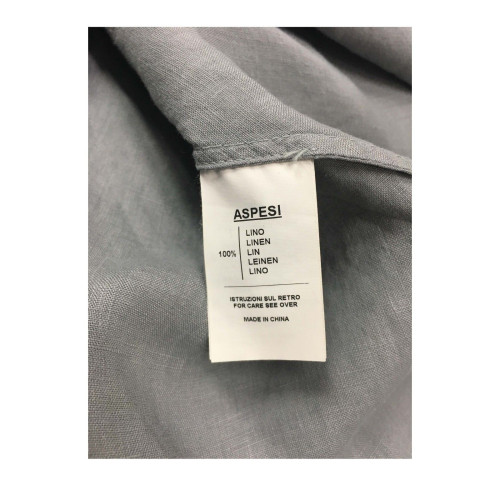 ASPESI
LINO
LINEN
100% LIN
LEINEN
LINO
ISTRUZIONI SUL RETRO
FOR CARE SEE OVER
MADE IN CHINA